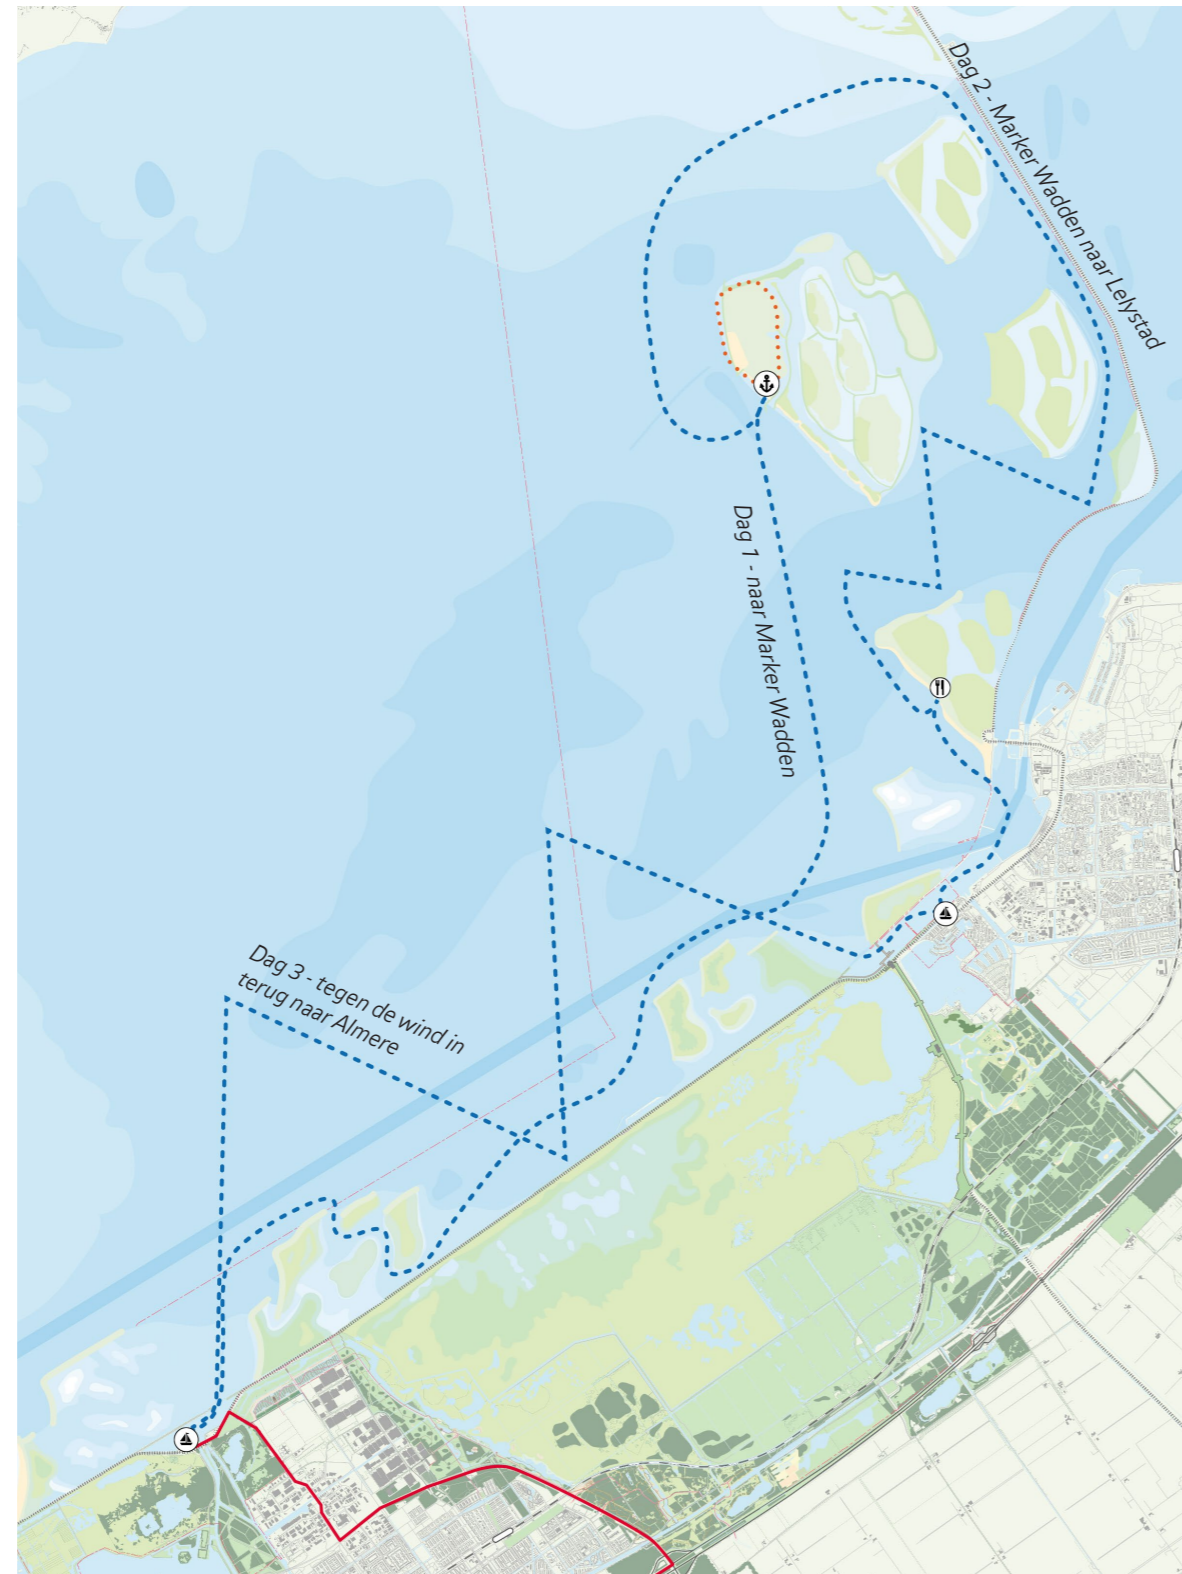 Dag 2 - Marker Wadden naar Lelystad
Dag 1 - naar Marker Wadden
Dag 3 - tegen de wind in
terug naar Almere